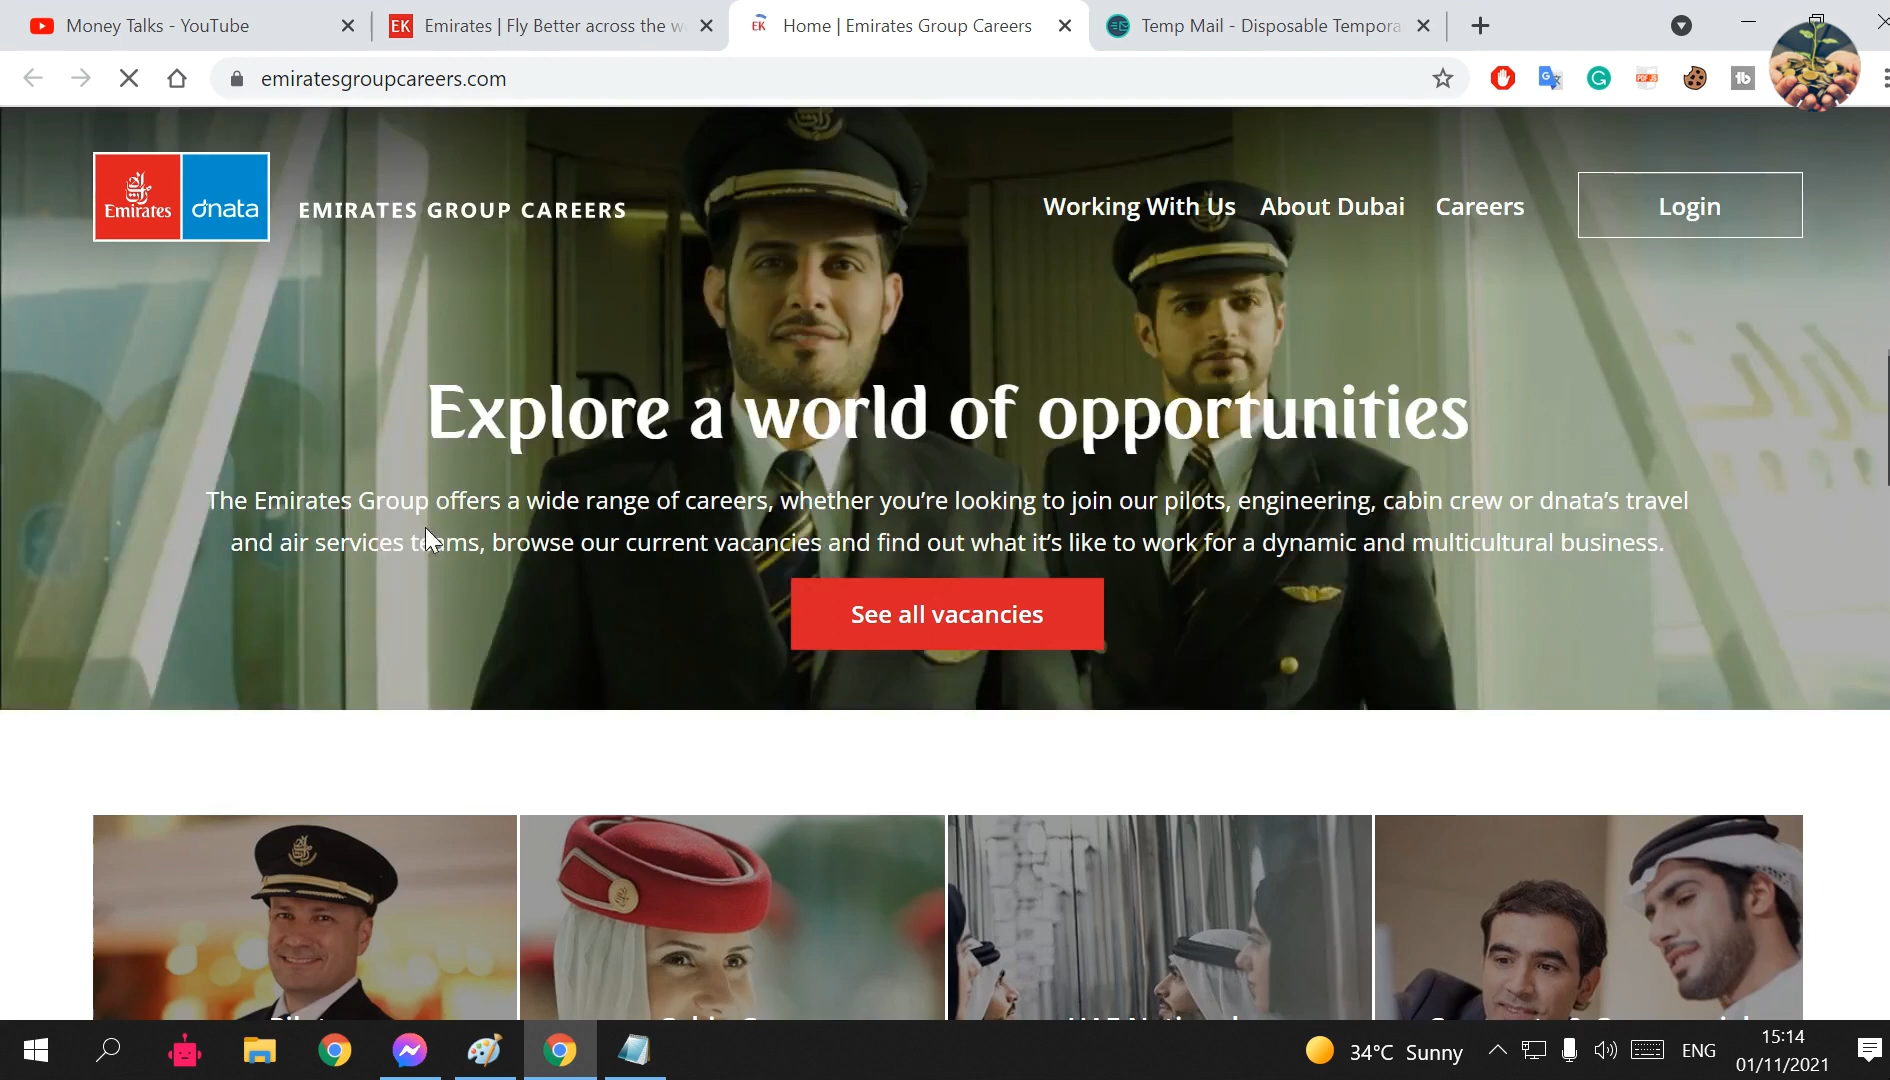 Money Talks - YouTube
EK Emirates | Fly Better across the w
EK Home | Emirates Group Careers
Temp Mail - Disposable Tempora
emiratesgroupcareers.com
Emirates dnata
EMIRATES GROUP CAREERS
Working With Us About Dubai Careers Login
Explore a world of opportunities
The Emirates Group offers a wide range of careers, whether you’re looking to join our pilots, engineering, cabin crew or dnata’s travel
and air services teams, browse our current vacancies and find out what it’s like to work for a dynamic and multicultural business.
See all vacancies
34°C Sunny
ENG
15:14
01/11/2021